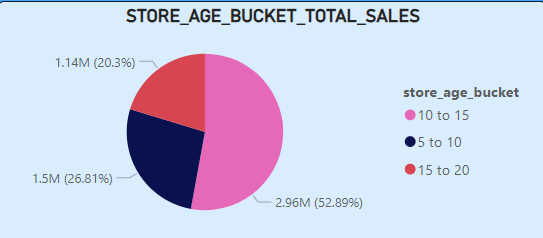 STORE_AGE_BUCKET_TOTAL_SALES
1.14M (20.3%)
store_age_bucket
10 to 15
5 to 10
15 to 20
1.5M (26.81%)
2.96M (52.89%)